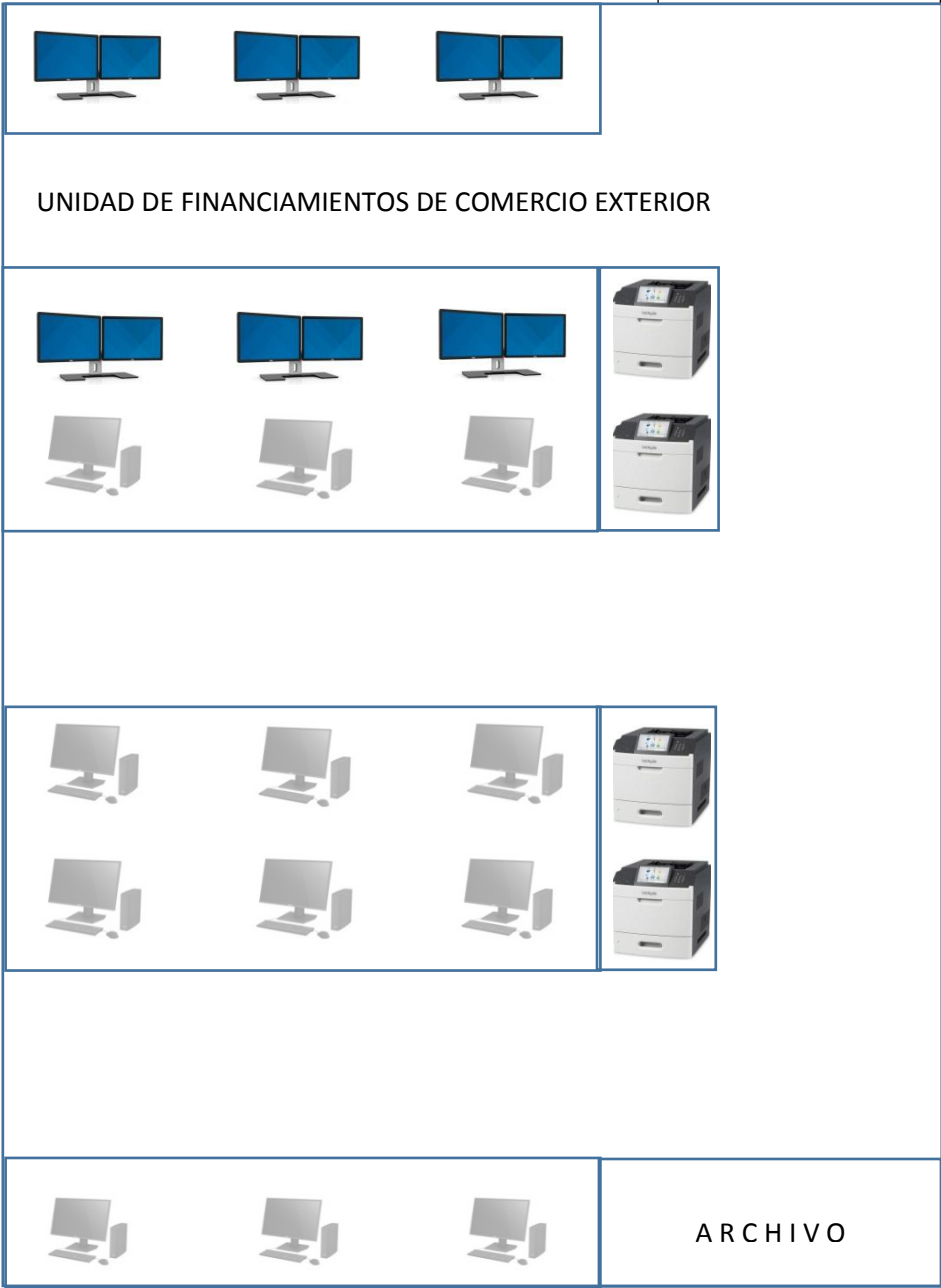 UNIDAD DE FINANCIAMIENTOS DE COMERCIO EXTERIOR
A R C H I V O